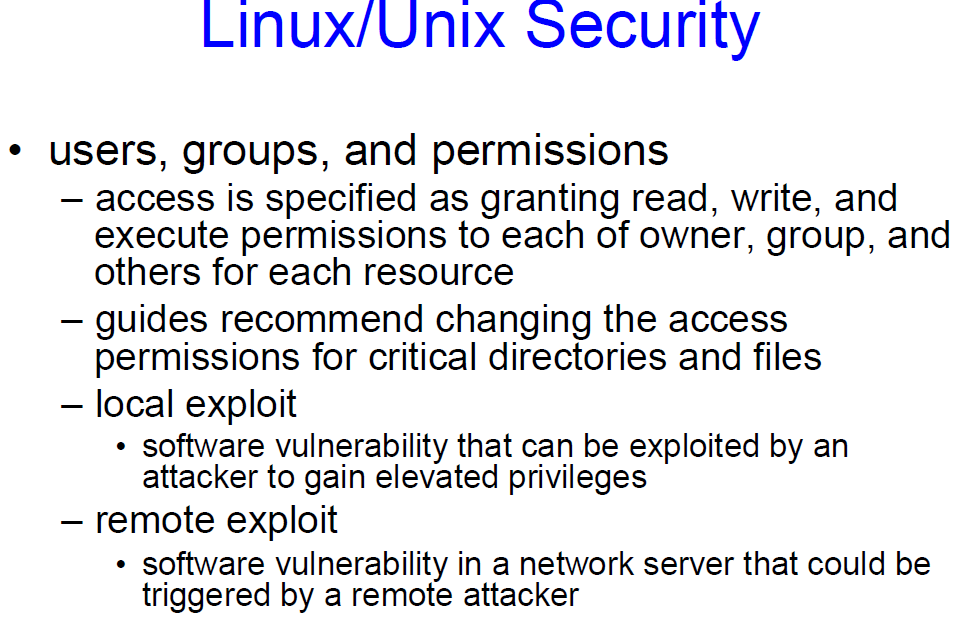 Linux/Unix Security
• users, groups, and permissions
– access is specified as granting read, write, and
execute permissions to each of owner, group, and
others for each resource
– guides recommend changing the access
permissions for critical directories and files
– local exploit
• software vulnerability that can be exploited by an
attacker to gain elevated privileges
– remote exploit
• software vulnerability in a network server that could be
triggered by a remote attacker